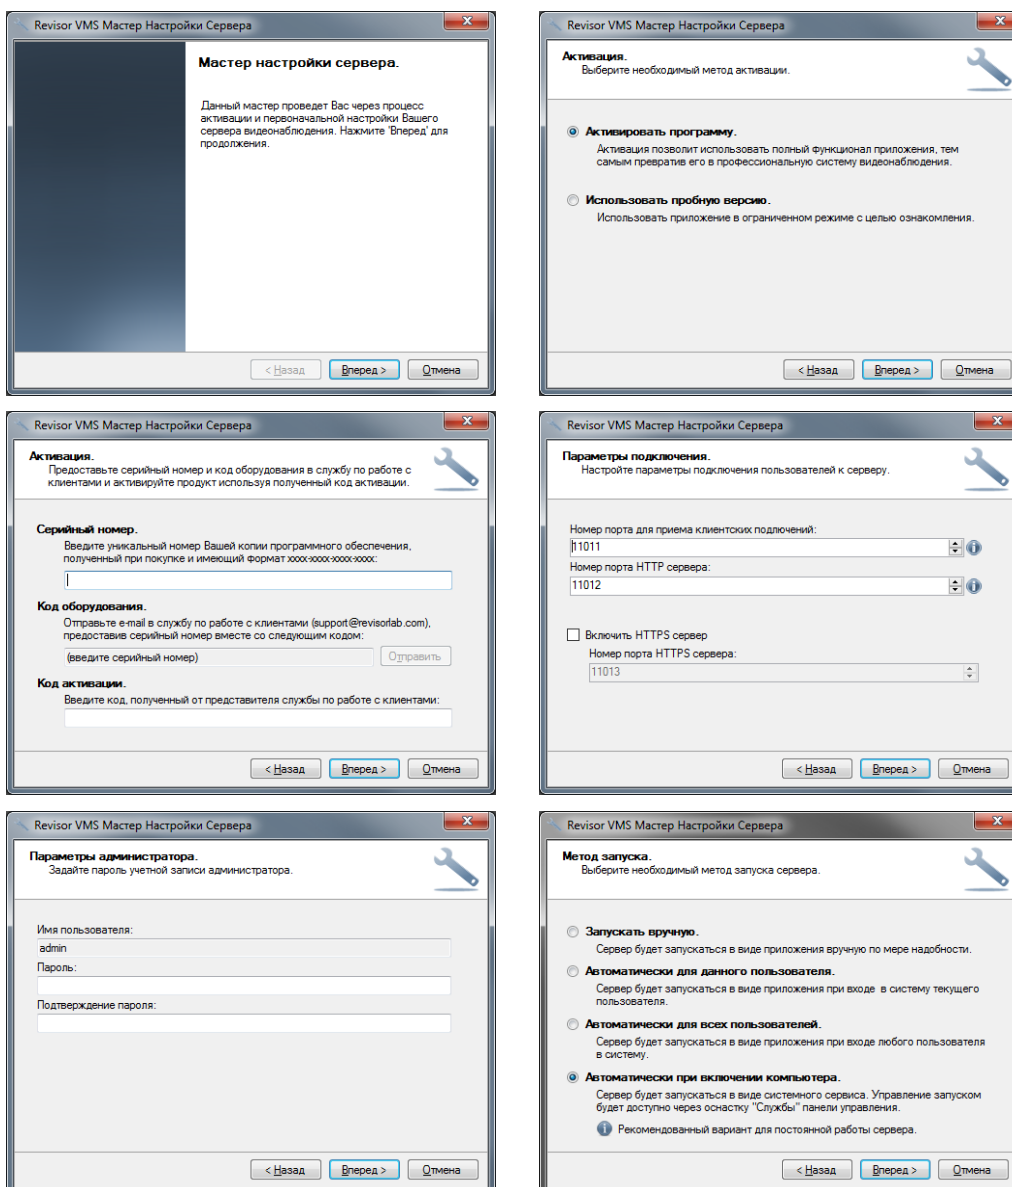 Revisor VMS Мастер Настройки Сервера
Мастер настройки сервера.
Данный мастер проведет Вас через процесс
активации и первоначальной настройки Вашего
сервера видеонаблюдения. Нажмите 'Вперед' для
продолжения.
< Назад Вперед > Отмена
Revisor VMS Мастер Настройки Сервера
Активация.
Выберите необходимый метод активации.
Активировать программу.
Активация позволит использовать полный функционал приложения, тем
самым превратив его в профессиональную систему видеонаблюдения.
Использовать пробную версию.
Использовать приложение в ограниченном режиме с целью ознакомления.
< Назад Вперед > Отмена
Revisor VMS Мастер Настройки Сервера
Активация.
Предоставьте серийный номер и код оборудования в службу по работе с
клиентами и активируйте продукт используя полученный код активации.
Серийный номер.
Введите уникальный номер Вашей копии программного обеспечения,
полученный при покупке и имеющий формат xxxx-xxxx-xxxx-xxxx-xxxx:
Код оборудования.
Отправьте e-mail в службу по работе с клиентами (support@revisorlab.com),
предоставив серийный номер вместе со следующим кодом:
(введите серийный номер) Отправить
Код активации.
Введите код, полученный от представителя службы по работе с клиентами:
< Назад Вперед > Отмена
Revisor VMS Мастер Настройки Сервера
Параметры подключения.
Настройте параметры подключения пользователей к серверу.
Номер порта для приема клиентских подлючений:
11011
Номер порта HTTP сервера:
11012
Включить HTTPS сервер
Номер порта HTTPS сервера:
11013
< Назад Вперед > Отмена
Revisor VMS Мастер Настройки Сервера
Параметры администратора.
Задайте пароль учетной записи администратора.
Имя пользователя:
admin
Пароль:
Подтверждение пароля:
< Назад Вперед > Отмена
Revisor VMS Мастер Настройки Сервера
Метод запуска.
Выберите необходимый метод запуска сервера.
Запускать вручную.
Сервер будет запускаться в виде приложения вручную по мере надобности.
Автоматически для данного пользователя.
Сервер будет запускаться в виде приложения при входе в систему текущего
пользователя.
Автоматически для всех пользователей.
Сервер будет запускаться в виде приложения при входе любого пользователя
в систему.
Автоматически при включении компьютера.
Сервер будет запускаться в виде системного сервиса. Управление запуском
будет доступно через оснастку "Службы" панели управления.
Рекомендованный вариант для постоянной работы сервера.
< Назад Вперед > Отмена